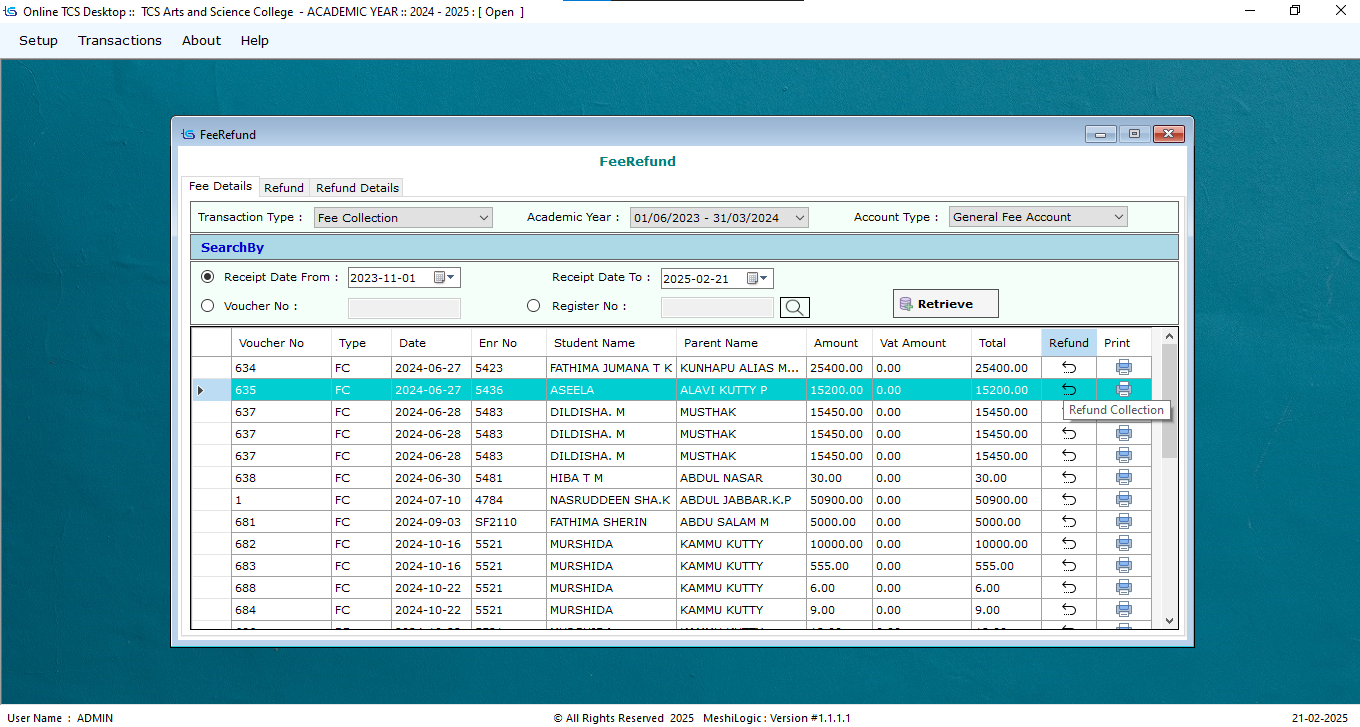 Online TCS Desktop :: TCS Arts and Science College - ACADEMIC YEAR :: 2024 - 2025 : [ Open ]
Setup Transactions About Help
FeeRefund
FeeRefund
Fee Details Refund Refund Details
Transaction Type : Fee Collection Academic Year : 01/06/2023 - 31/03/2024 Account Type : General Fee Account
SearchBy
Receipt Date From : 2023-11-01 Receipt Date To : 2025-02-21
Voucher No : Register No : Retrieve
Voucher No Type Date Enr No Student Name Parent Name Amount Vat Amount Total Refund Print
634 FC 2024-06-27 5423 FATHIMA JUMANA T K KUNHAPU ALIAS M... 25400.00 0.00 25400.00
635 FC 2024-06-27 5436 ASEELA ALAVI KUTTY P 15200.00 0.00 15200.00
637 FC 2024-06-28 5483 DILDISHA. M MUSTHAK 15450.00 0.00 15450.00
Refund Collection
637 FC 2024-06-28 5483 DILDISHA. M MUSTHAK 15450.00 0.00 15450.00
637 FC 2024-06-28 5483 DILDISHA. M MUSTHAK 15450.00 0.00 15450.00
638 FC 2024-06-30 5481 HIBA T M ABDUL NASAR 30.00 0.00 30.00
1 FC 2024-07-10 4784 NASRUDDEEN SHA.K ABDUL JABBAR.K.P 50900.00 0.00 50900.00
681 FC 2024-09-03 SF2110 FATHIMA SHERIN ABDU SALAM M 5000.00 0.00 5000.00
682 FC 2024-10-16 5521 MURSHIDA KAMMU KUTTY 10000.00 0.00 10000.00
683 FC 2024-10-16 5521 MURSHIDA KAMMU KUTTY 555.00 0.00 555.00
688 FC 2024-10-22 5521 MURSHIDA KAMMU KUTTY 6.00 0.00 6.00
684 FC 2024-10-22 5521 MURSHIDA KAMMU KUTTY 9.00 0.00 9.00
User Name : ADMIN © All Rights Reserved 2025 MeshiLogic : Version #1.1.1.1 21-02-2025